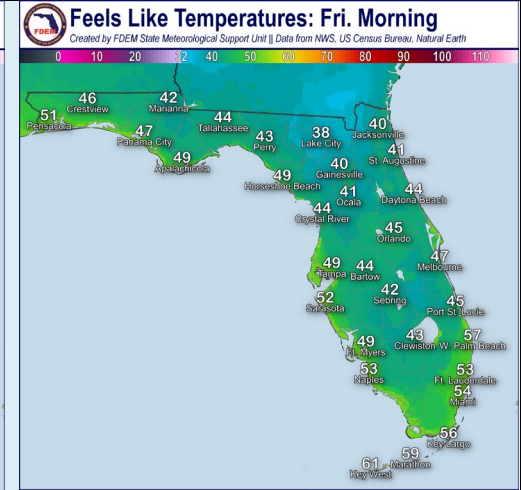 FDEM
Feels Like Temperatures: Fri. Morning
Created by FDEM State Meteorological Support Unit || Data from NWS, US Census Bureau, Natural Earth
0 10 20 30 40 50 60 70 80 90 100 110
46
Crestview
42
Marianna
51
Pensacola
44
Tallahassee
47
Panama City
43
Perry
38
Lake City
40
Jacksonville
49
Apalachicola
41
St. Augustine
40
Gainesville
49
Horseshoe Beach
41
Ocala
44
Daytona Beach
44
Crystal River
45
Orlando
47
Melbourne
49
Tampa
44
Bartow
42
Sebring
52
Sarasota
45
Port St. Lucie
49
Ft. Myers
43
Clewiston
57
W. Palm Beach
53
Naples
53
Ft. Lauderdale
54
Miami
56
Key Largo
59
Marathon
61
Key West